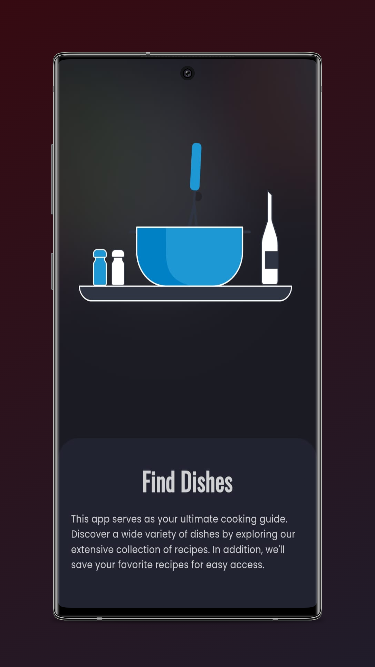 Find Dishes
This app serves as your ultimate cooking guide.
Discover a wide variety of dishes by exploring our
extensive collection of recipes. In addition, we'll
save your favorite recipes for easy access.